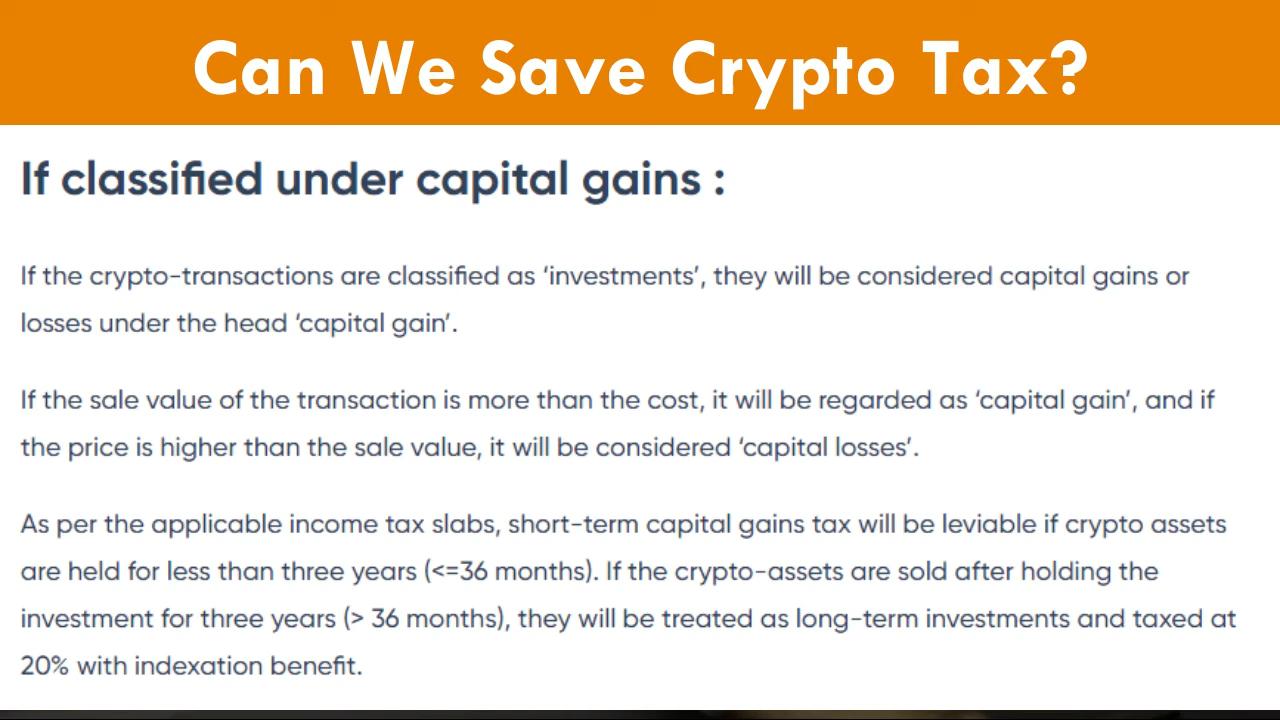 Can We Save Crypto Tax?
If classified under capital gains :
If the crypto-transactions are classified as ‘investments’, they will be considered capital gains or
losses under the head ‘capital gain’.
If the sale value of the transaction is more than the cost, it will be regarded as ‘capital gain’, and if
the price is higher than the sale value, it will be considered ‘capital losses’.
As per the applicable income tax slabs, short-term capital gains tax will be leviable if crypto assets
are held for less than three years (<=36 months). If the crypto-assets are sold after holding the
investment for three years (> 36 months), they will be treated as long-term investments and taxed at
20% with indexation benefit.